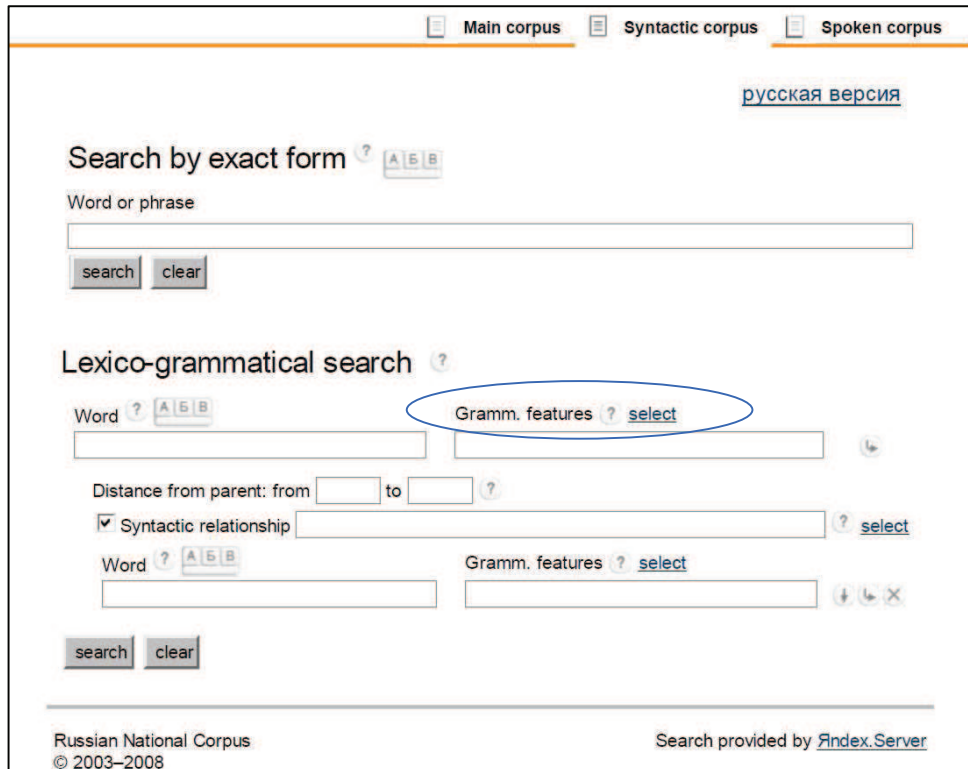 Main corpus Syntactic corpus Spoken corpus
русская версия
Search by exact form ? А Б В
Word or phrase
search clear
Lexico-grammatical search ?
Word ? А Б В Gramm. features ? select
Distance from parent: from to ?
Syntactic relationship ? select
Word ? А Б В Gramm. features ? select
search clear
Russian National Corpus Search provided by Яndex.Server
© 2003–2008